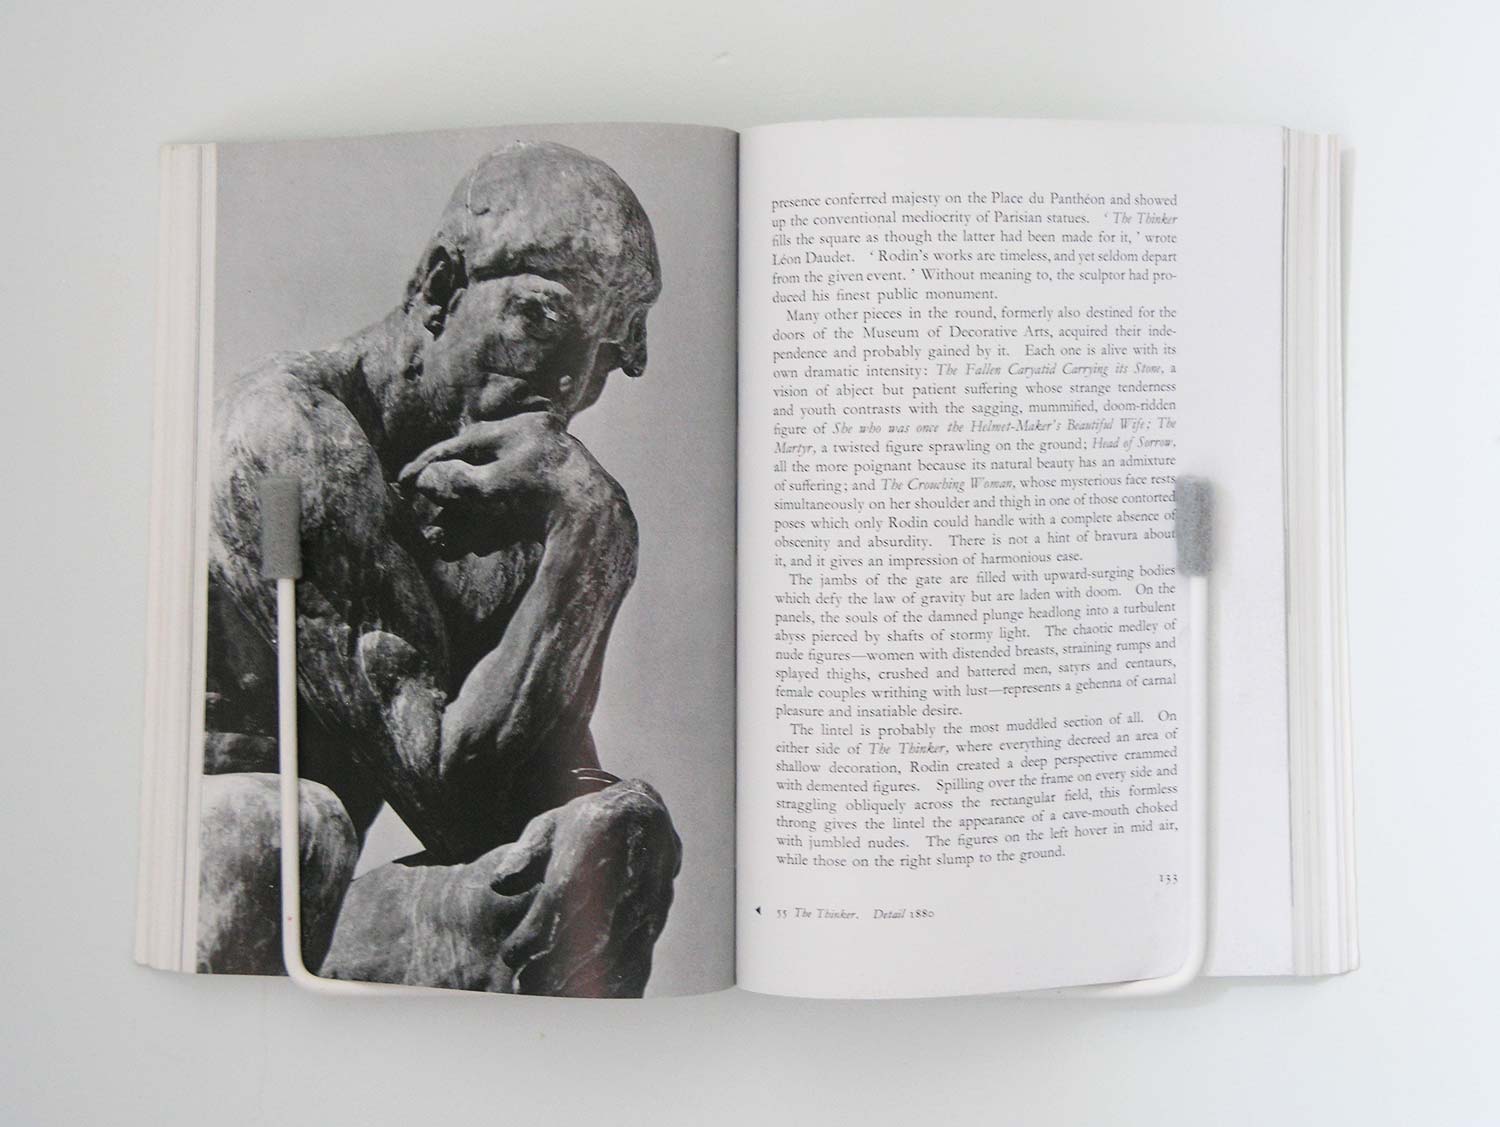 presence conferred majesty on the Place du Panthéon and showed
up the conventional mediocrity of Parisian statues. ‘ The Thinker
fills the square as though the latter had been made for it, ’ wrote
Léon Daudet. ‘ Rodin’s works are timeless, and yet seldom depart
from the given event. ’ Without meaning to, the sculptor had pro-
duced his finest public monument.
Many other pieces in the round, formerly also destined for the
doors of the Museum of Decorative Arts, acquired their inde-
pendence and probably gained by it. Each one is alive with its
own dramatic intensity: The Fallen Caryatid Carrying its Stone, a
vision of abject but patient suffering whose strange tenderness
and youth contrasts with the sagging, mummified, doom-ridden
figure of She who was once the Helmet-Maker’s Beautiful Wife; The
Martyr, a twisted figure sprawling on the ground; Head of Sorrow,
all the more poignant because its natural beauty has an admixture
of suffering; and The Crouching Woman, whose mysterious face rests
simultaneously on her shoulder and thigh in one of those contorted
poses which only Rodin could handle with a complete absence of
obscenity and absurdity. There is not a hint of bravura about
it, and it gives an impression of harmonious ease.
The jambs of the gate are filled with upward-surging bodies
which defy the law of gravity but are laden with doom. On the
panels, the souls of the damned plunge headlong into a turbulent
abyss pierced by shafts of stormy light. The chaotic medley of
nude figures—women with distended breasts, straining rumps and
splayed thighs, crushed and battered men, satyrs and centaurs,
female couples writhing with lust—represents a gehenna of carnal
pleasure and insatiable desire.
The lintel is probably the most muddled section of all. On
either side of The Thinker, where everything decreed an area of
shallow decoration, Rodin created a deep perspective crammed
with demented figures. Spilling over the frame on every side and
straggling obliquely across the rectangular field, this formless
throng gives the lintel the appearance of a cave-mouth choked
with jumbled nudes. The figures on the left hover in mid air,
while those on the right slump to the ground.
133
55 The Thinker. Detail 1880